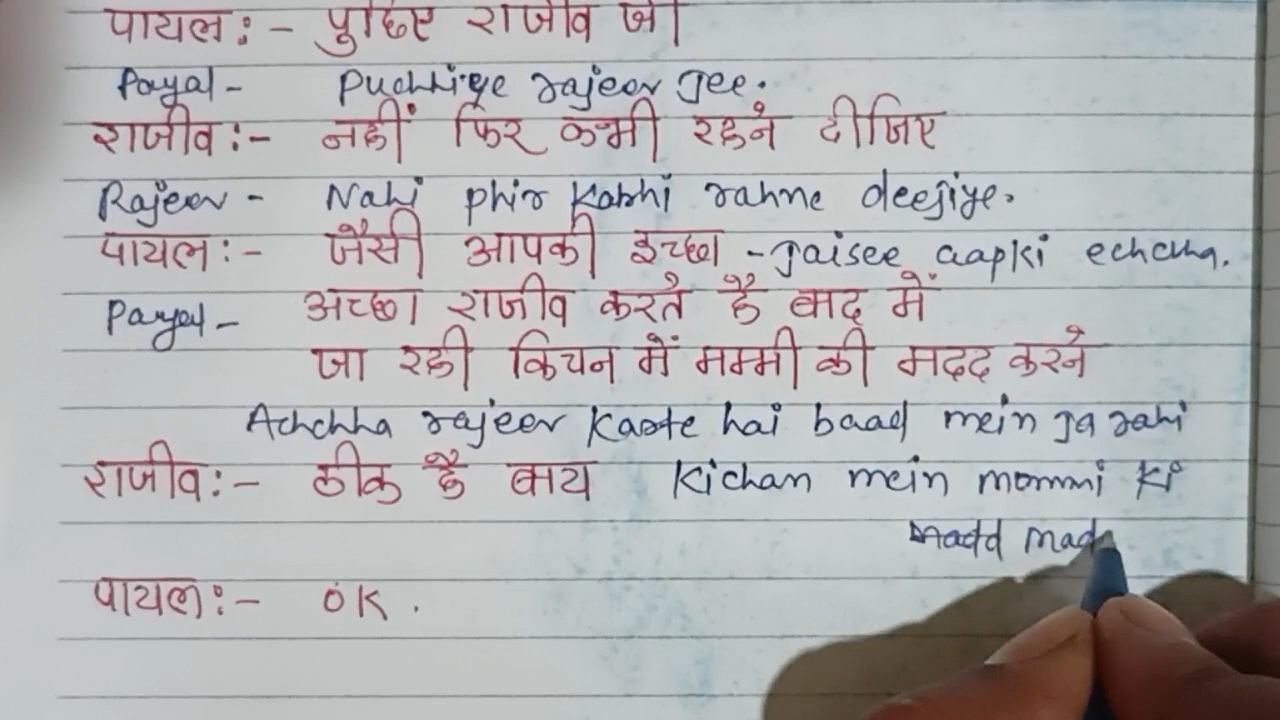 पायल:- पुछिए राजीव जी
Payal- Puchhiye rajeev Jee.
राजीव:- नहीं फिर कभी रहने दीजिए
Rajeev- Nahi phir Kabhi rahne deejiye.
पायल:- जैसी आपकी इच्छा -Jaisee aapki echchha.
Payal- अच्छा राजीव करते है बाद में
जा रही किचन में मम्मी की मदद करने
Achchha rajeev Karte hai baad mein ja rahi
राजीव:- ठीक है बाय Kichan mein mommi ki
mad
पायल:- OK.